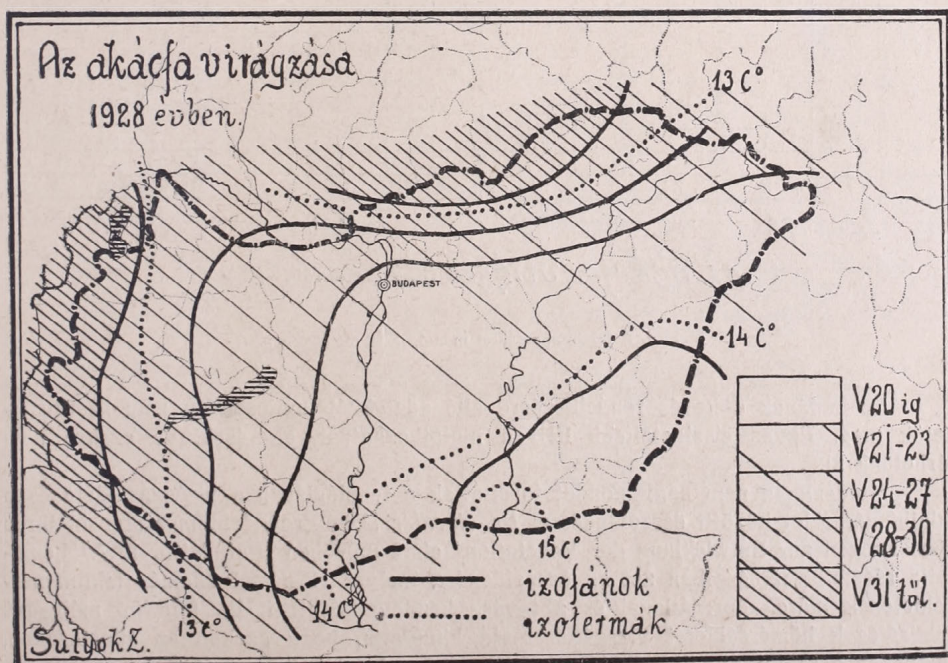 Az akácfa virágzása
1928 évben.
13 C°
BUDAPEST
14 C°
V20 ig
V21-23
V24-27
V28-30
V31 től.
15 C°
izofánok
14 C°
izotermák
13 C°
Sulyok Z.